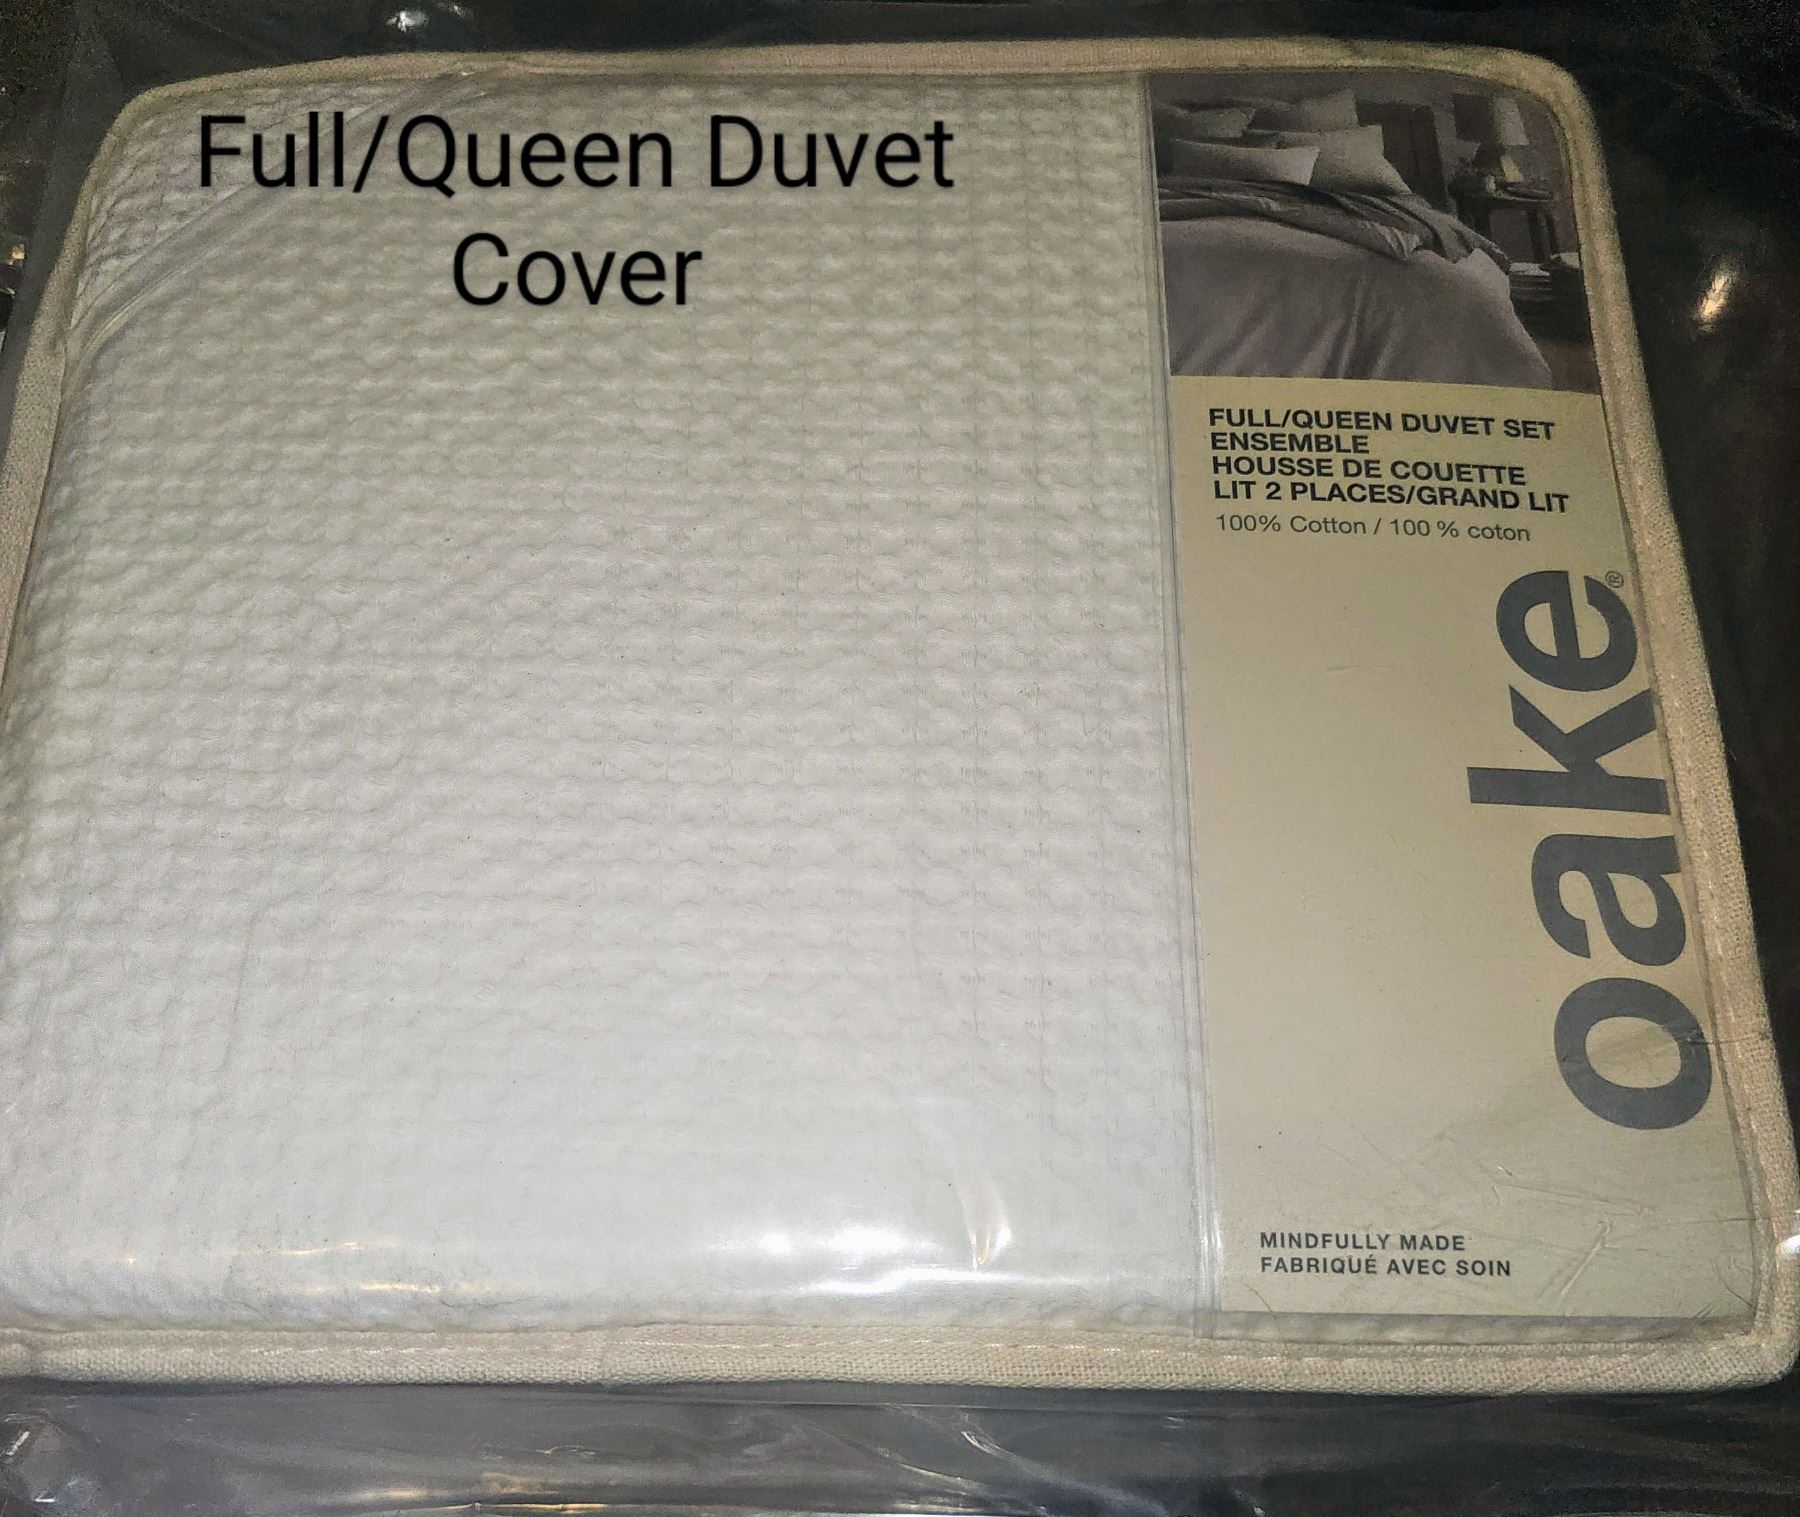 Full/Queen Duvet
Cover
FULL/QUEEN DUVET SET
ENSEMBLE
HOUSSE DE COUETTE
LIT 2 PLACES/GRAND LIT
100% Cotton / 100 % coton
oake®
MINDFULLY MADE
FABRIQUÉ AVEC SOIN